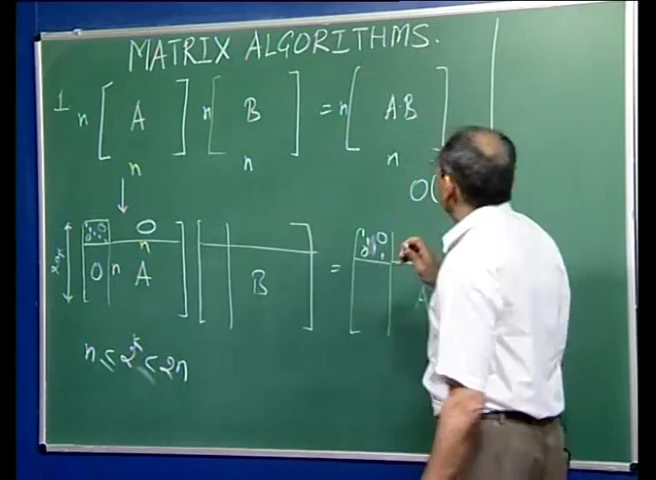 MATRIX ALGORITHMS.
1 n [ A ] n [ B ] = n [ A·B ]
n n n
O(
0
n
0 n A B = A
n ≤ 2^k < 2n